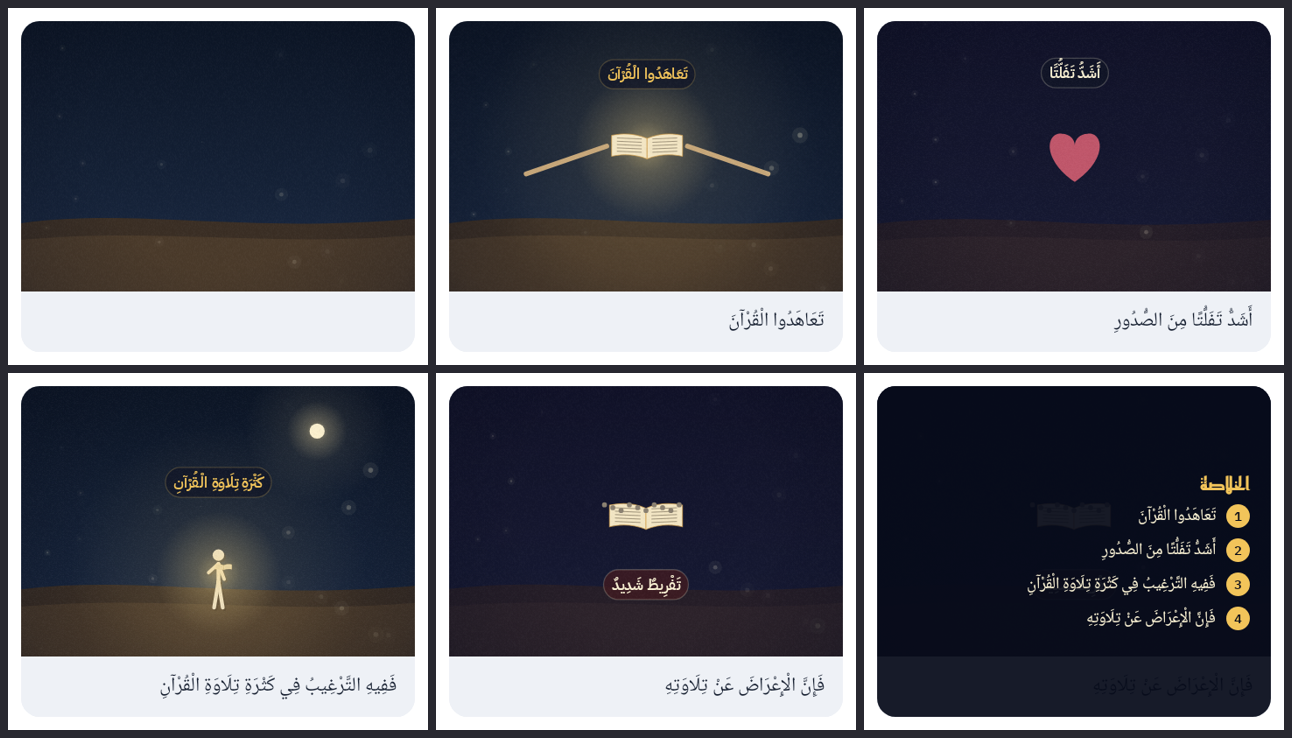 تَعَاهَدُوا الْقُرْآنَ
تَعَاهَدُوا الْقُرْآنَ
أَشَدُّ تَفَلُّتًا
أَشَدُّ تَفَلُّتًا مِنَ الصُّدُورِ
كَثْرَةِ تِلَاوَةِ الْقُرْآنِ
فَفِيهِ التَّرْغِيبُ فِي كَثْرَةِ تِلَاوَةِ الْقُرْآنِ
تَفْرِيطٌ شَدِيدٌ
فَإِنَّ الْإِعْرَاضَ عَنْ تِلَاوَتِهِ
الخلاصة
1 تَعَاهَدُوا الْقُرْآنَ
2 أَشَدُّ تَفَلُّتًا مِنَ الصُّدُورِ
3 فَفِيهِ التَّرْغِيبُ فِي كَثْرَةِ تِلَاوَةِ الْقُرْآنِ
4 فَإِنَّ الْإِعْرَاضَ عَنْ تِلَاوَتِهِ
فَإِنَّ الْإِعْرَاضَ عَنْ تِلَاوَتِهِ